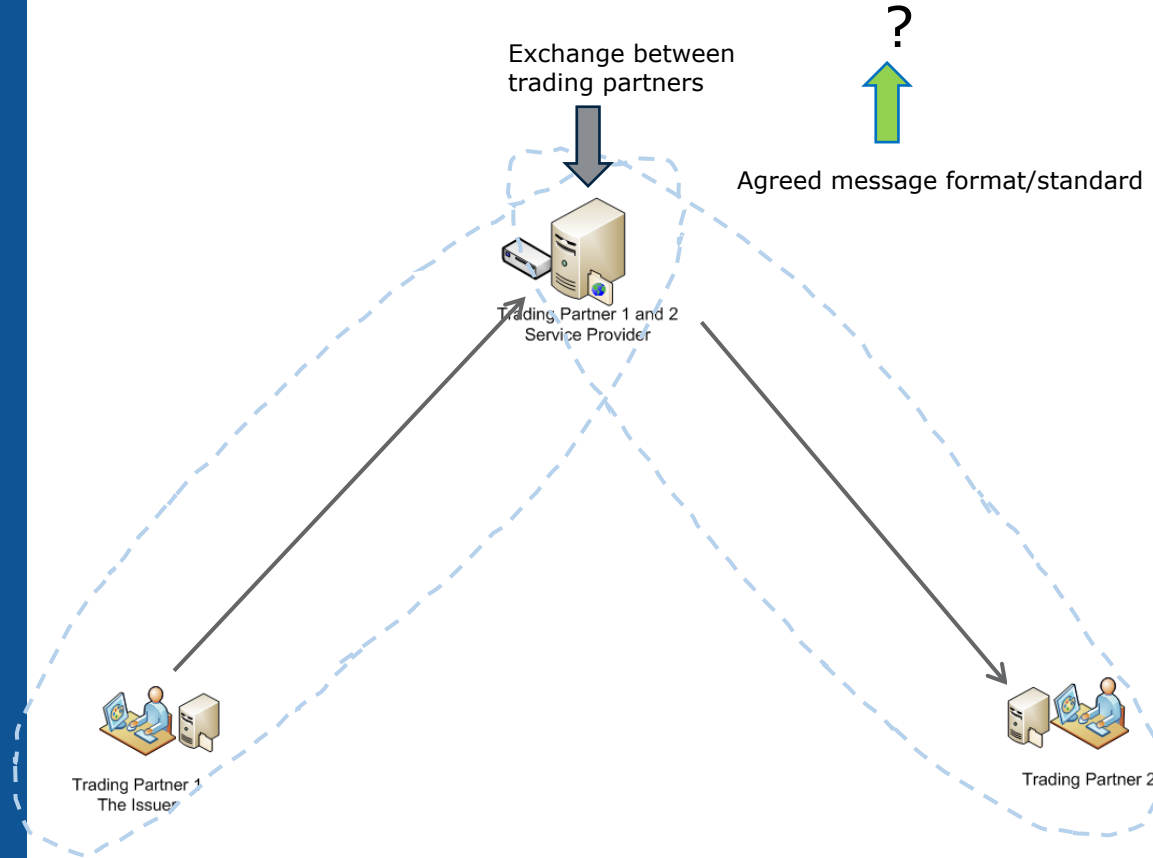 ?
Exchange between
trading partners
Agreed message format/standard
Trading Partner 1 and 2
Service Provider
Trading Partner 1
The Issuer
Trading Partner 2